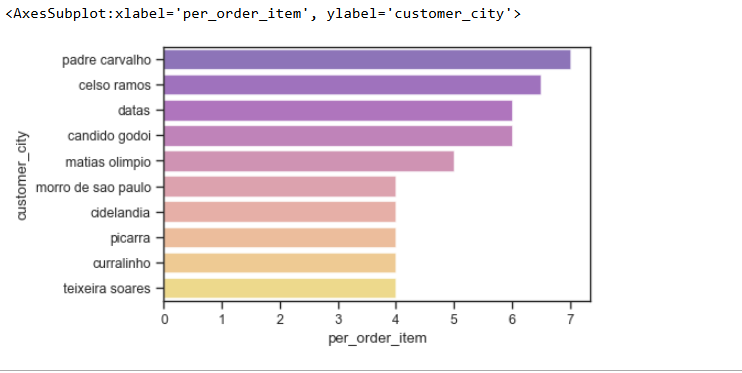 <AxesSubplot:xlabel='per_order_item', ylabel='customer_city'>
padre carvalho
celso ramos
datas
candido godoi
matias olimpio
morro de sao paulo
cidelandia
picarra
curralinho
teixeira soares
customer_city
0 1 2 3 4 5 6 7
per_order_item